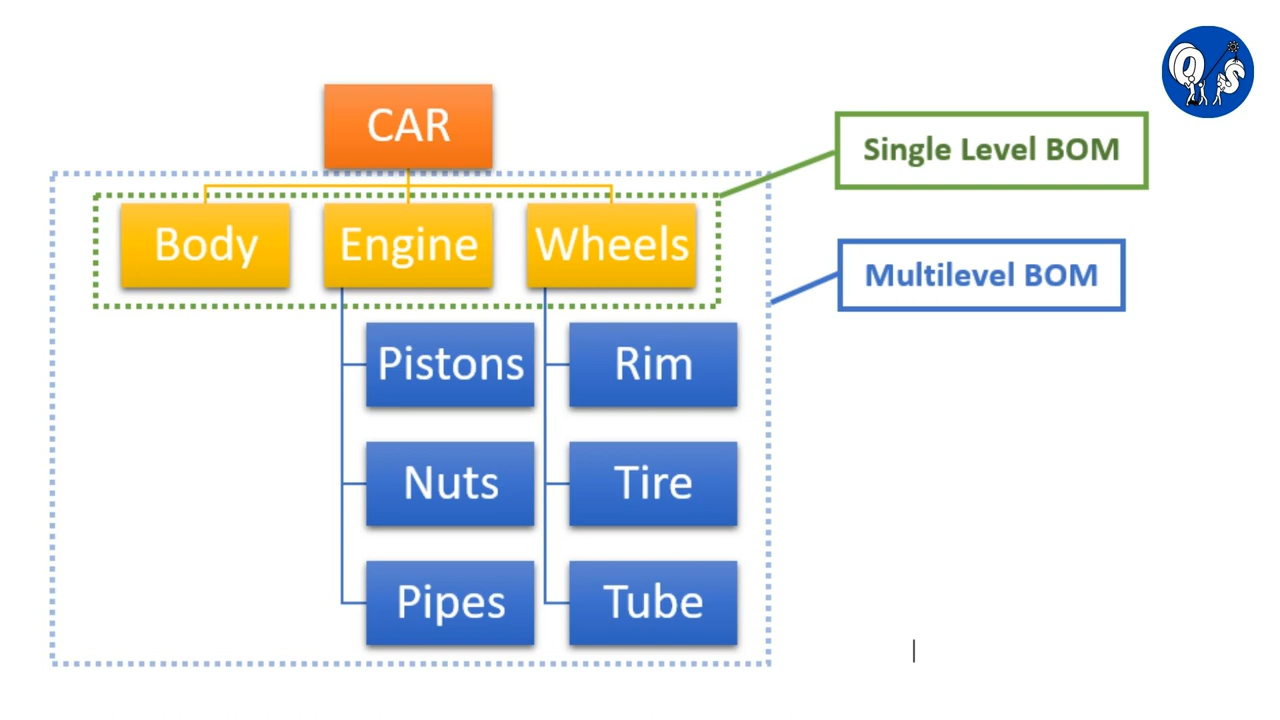 CAR
Single Level BOM
Body
Engine
Wheels
Multilevel BOM
Pistons
Rim
Nuts
Tire
Pipes
Tube